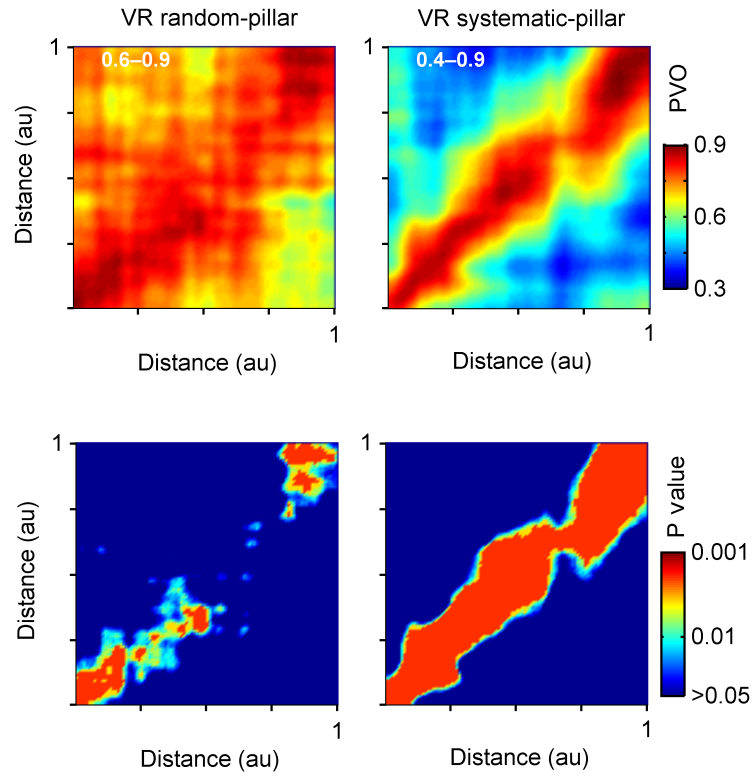 VR random-pillar
VR systematic-pillar
1
0.6–0.9
1
0.4–0.9
Distance (au)
PVO
0.9
0.6
0.3
1
1
Distance (au)
Distance (au)
1
1
Distance (au)
P value
0.001
0.01
>0.05
1
1
Distance (au)
Distance (au)